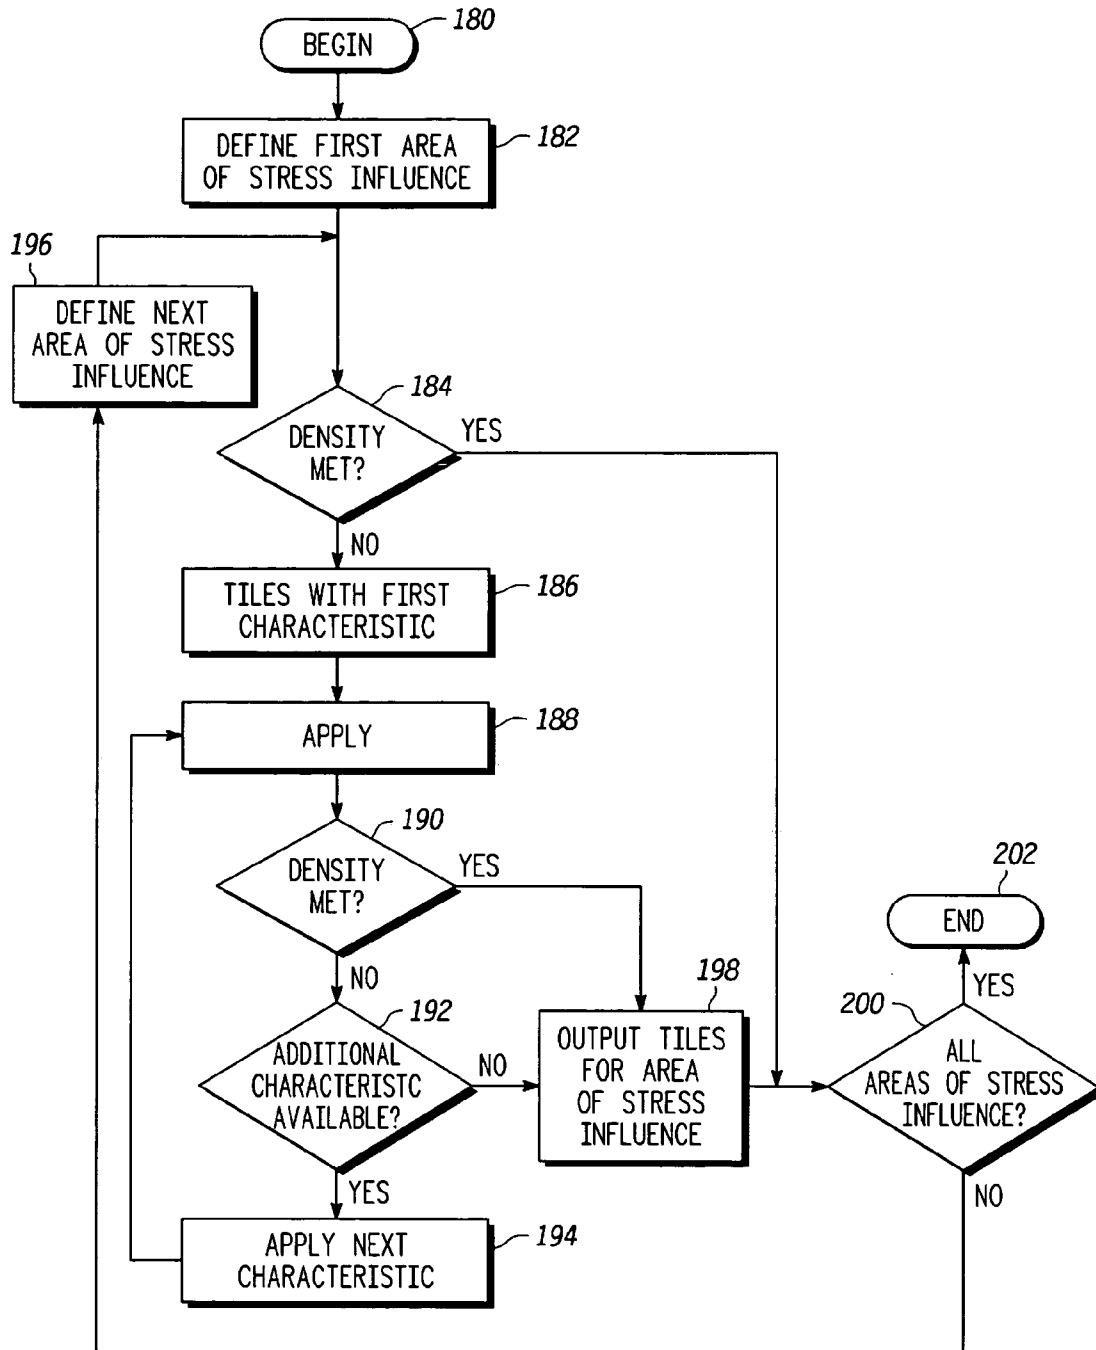 180
BEGIN
182
DEFINE FIRST AREA
OF STRESS INFLUENCE
196
DEFINE NEXT
AREA OF STRESS
INFLUENCE
184
DENSITY
MET?
YES
NO
186
TILES WITH FIRST
CHARACTERISTIC
188
APPLY
190
DENSITY
MET?
YES
NO
192
ADDITIONAL
CHARACTERISTC
AVAILABLE?
NO
YES
194
APPLY NEXT
CHARACTERISTIC
198
OUTPUT TILES
FOR AREA
OF STRESS
INFLUENCE
200
ALL
AREAS OF STRESS
INFLUENCE?
YES
NO
202
END